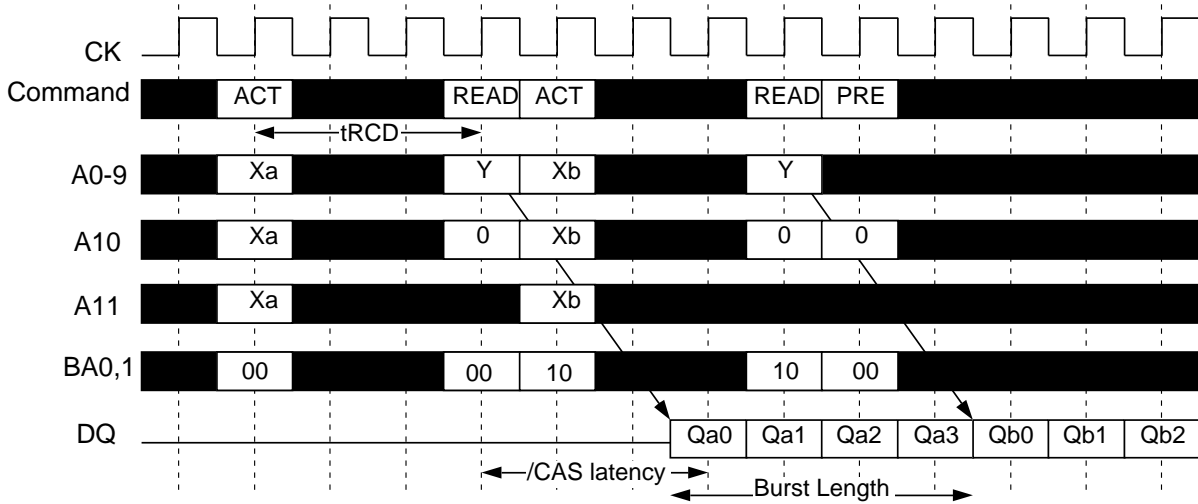 CK
Command ACT READ ACT READ PRE
tRCD
A0-9 Xa Y Xb Y
A10 Xa 0 Xb 0 0
A11 Xa Xb
BA0,1 00 00 10 10 00
DQ Qa0 Qa1 Qa2 Qa3 Qb0 Qb1 Qb2
/CAS latency
Burst Length